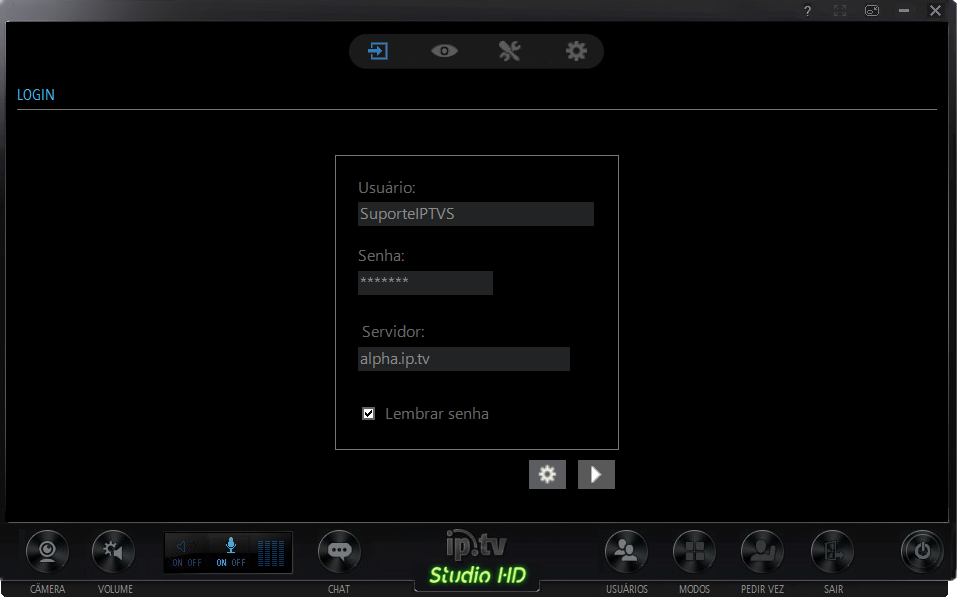 ?
LOGIN
Usuário:
SuporteIPTVS
Senha:
*******
Servidor:
alpha.ip.tv
Lembrar senha
ON OFF ON OFF
ip.tv
Studio HD
CÂMERA VOLUME CHAT USUÁRIOS MODOS PEDIR VEZ SAIR